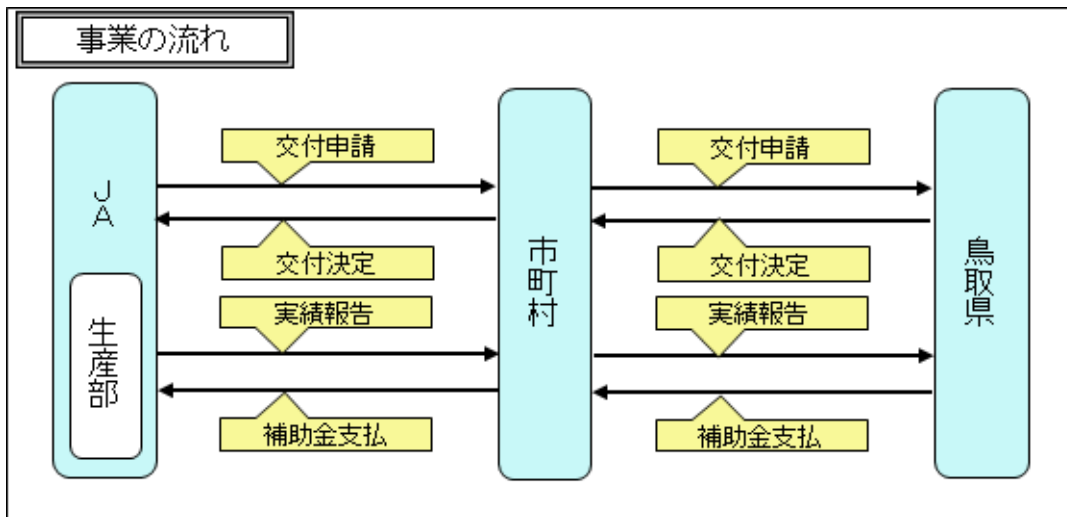 事業の流れ
JA
生産部
交付申請
交付決定
実績報告
補助金支払
市町村
交付申請
交付決定
実績報告
補助金支払
鳥取県